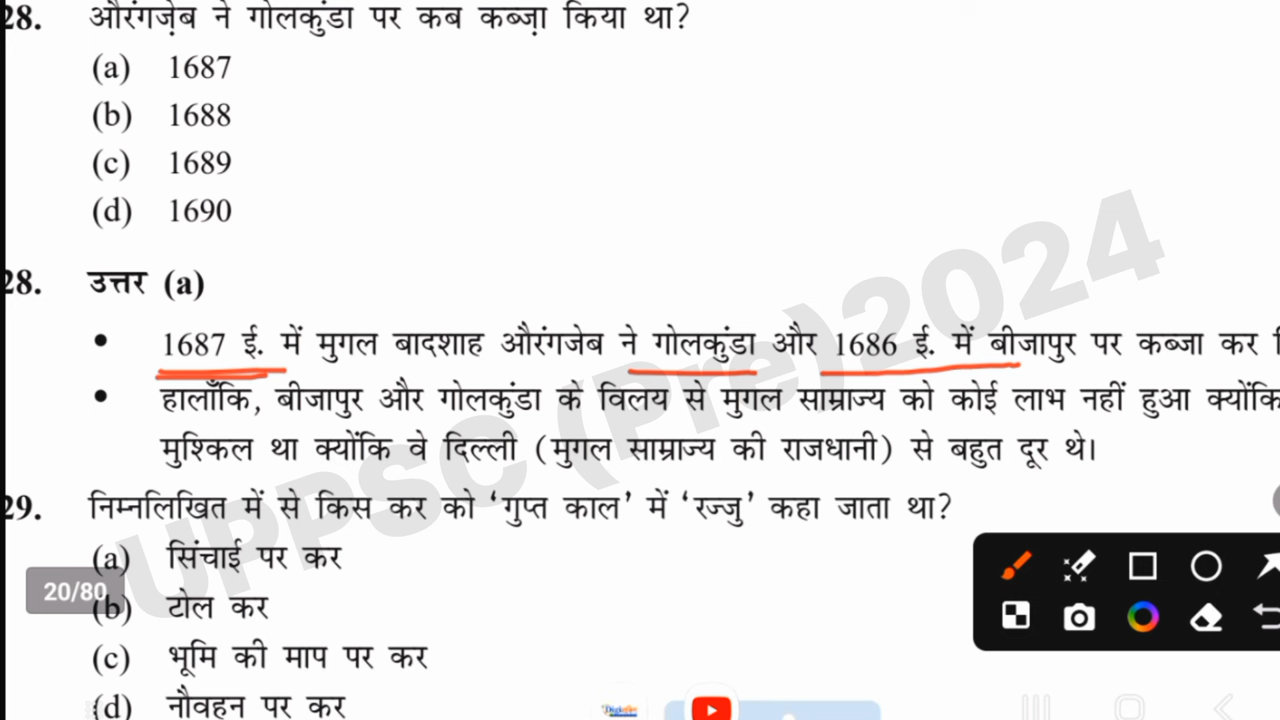 28. औरंगज़ेब ने गोलकुंडा पर कब कब्ज़ा किया था?
(a) 1687
(b) 1688
(c) 1689
(d) 1690
28. उत्तर (a)
• 1687 ई. में मुगल बादशाह औरंगजेब ने गोलकुंडा और 1686 ई. में बीजापुर पर कब्जा कर
• हालाँकि, बीजापुर और गोलकुंडा के विलय से मुगल साम्राज्य को कोई लाभ नहीं हुआ क्योंकि
मुश्किल था क्योंकि वे दिल्ली (मुगल साम्राज्य की राजधानी) से बहुत दूर थे।
29. निम्नलिखित में से किस कर को ‘गुप्त काल’ में ‘रज्जु’ कहा जाता था?
(a) सिंचाई पर कर
20/80
(b) टोल कर
(c) भूमि की माप पर कर
(d) नौवहन पर कर
UPPSC (Pre) 2024